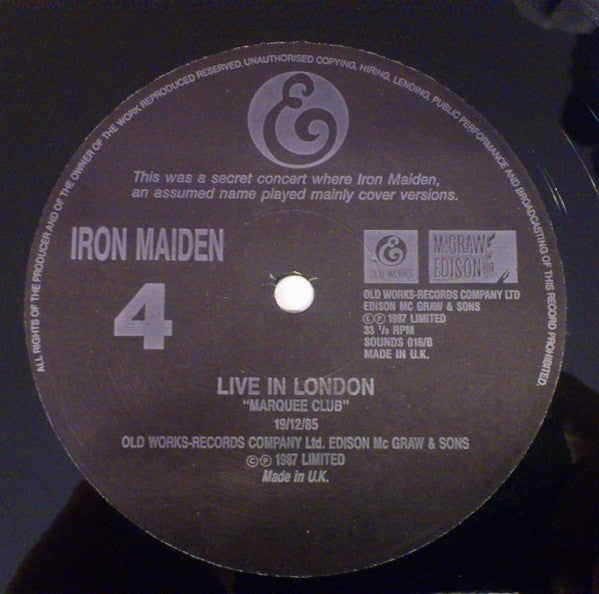 ALL RIGHTS OF THE PRODUCER AND OF THE OWNER OF THE WORK REPRODUCED RESERVED. UNAUTHORISED COPYING, HIRING, LENDING, PUBLIC PERFORMANCE AND BROADCASTING OF THIS RECORD PROHIBITED.
&
This was a secret concert where Iron Maiden,
an assumed name played mainly cover versions.
IRON MAIDEN
4
&
OLD WORKS
McGRAW
EDISON
OLD WORKS-RECORDS COMPANY LTD
EDISON MC GRAW & SONS
©℗ 1987 LIMITED
33 ⅓ RPM
SOUNDS 016/B
MADE IN U.K.
LIVE IN LONDON
“MARQUEE CLUB”
19/12/85
OLD WORKS-RECORDS COMPANY Ltd. EDISON Mc GRAW & SONS
©℗ 1987 LIMITED
Made in U.K.